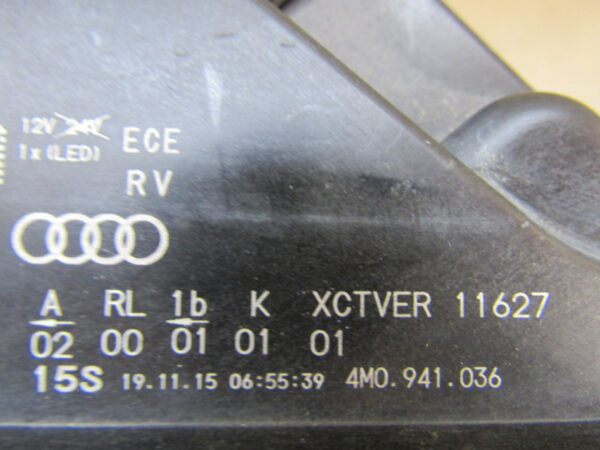 12V 24V ECE
1x(LED)
RV
A RL 1b K XCTVER 11627
02 00 01 01 01
15S 19.11.15 06:55:39 4M0.941.036